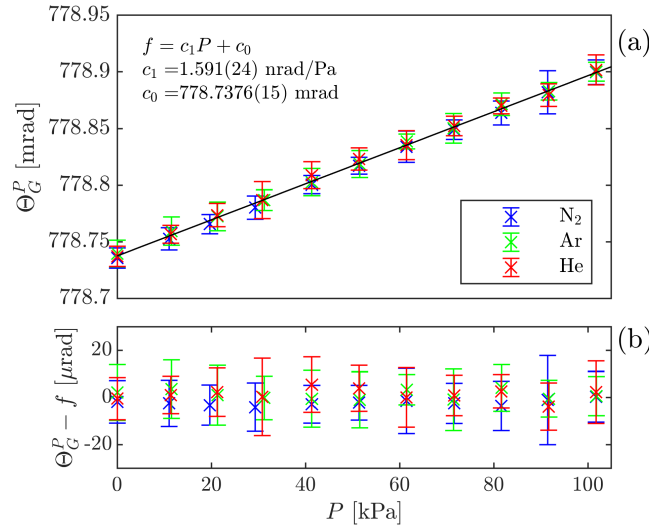 778.95
(a)
f = c₁P + c₀
c₁ =1.591(24) nrad/Pa
c₀ =778.7376(15) mrad
778.9
778.85
Θ_G^P [mrad]
778.8
N₂
Ar
He
778.75
778.7
(b)
20
0
-20
Θ_G^P − f [μrad]
0 20 40 60 80 100
P [kPa]